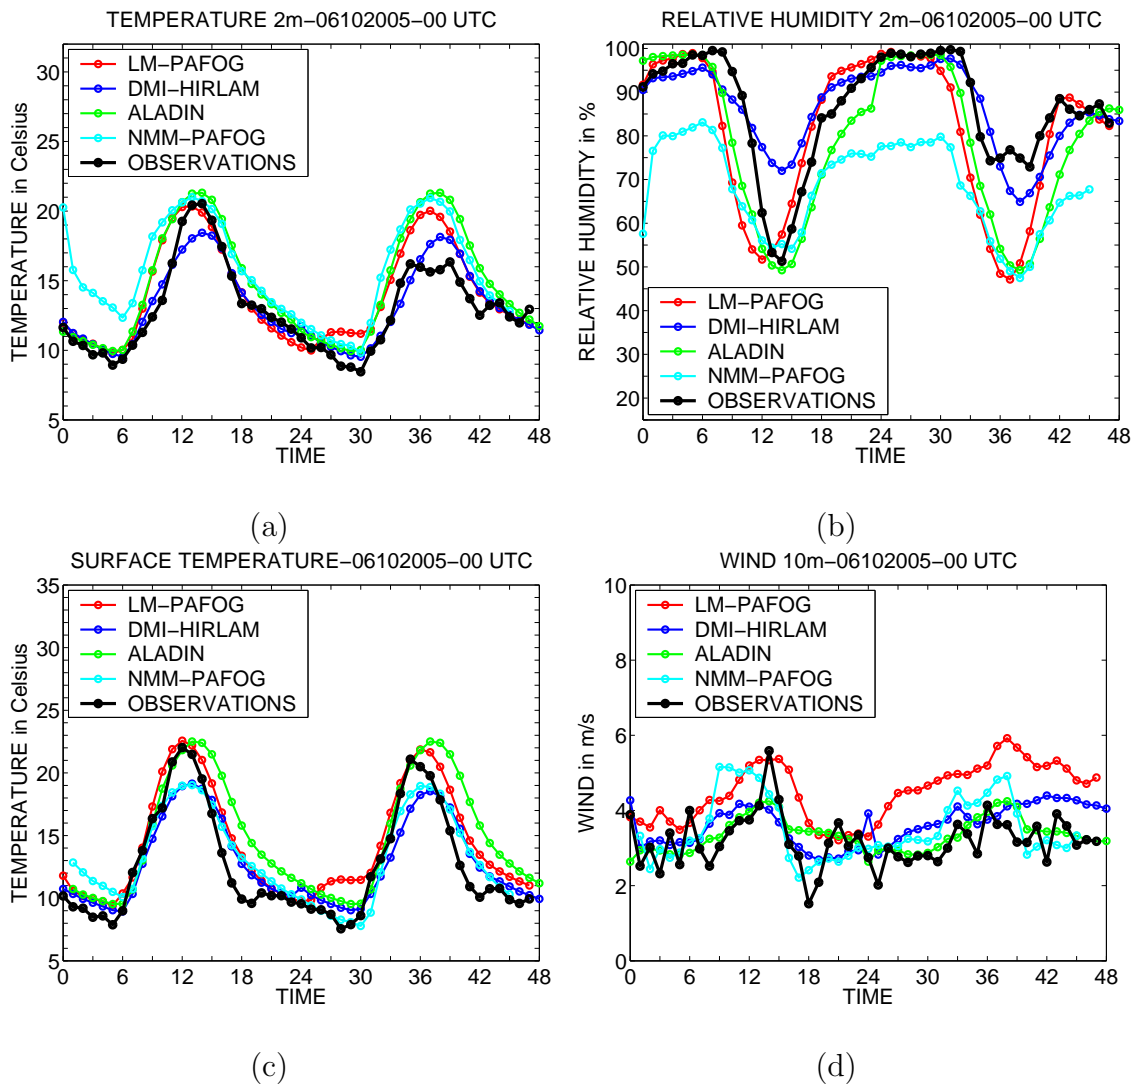 TEMPERATURE 2m−06102005−00 UTC
TEMPERATURE in Celsius
30
25
20
15
10
5
LM−PAFOG
DMI−HIRLAM
ALADIN
NMM−PAFOG
OBSERVATIONS
0 6 12 18 24 30 36 42 48
TIME
(a)
RELATIVE HUMIDITY 2m−06102005−00 UTC
RELATIVE HUMIDITY in %
100
90
80
70
60
50
40
30
20
LM−PAFOG
DMI−HIRLAM
ALADIN
NMM−PAFOG
OBSERVATIONS
0 6 12 18 24 30 36 42 48
TIME
(b)
SURFACE TEMPERATURE−06102005−00 UTC
TEMPERATURE in Celsius
35
30
25
20
15
10
5
LM−PAFOG
DMI−HIRLAM
ALADIN
NMM−PAFOG
OBSERVATIONS
0 6 12 18 24 30 36 42 48
TIME
(c)
WIND 10m−06102005−00 UTC
WIND in m/s
10
8
6
4
2
0
LM−PAFOG
DMI−HIRLAM
ALADIN
NMM−PAFOG
OBSERVATIONS
0 6 12 18 24 30 36 42 48
TIME
(d)